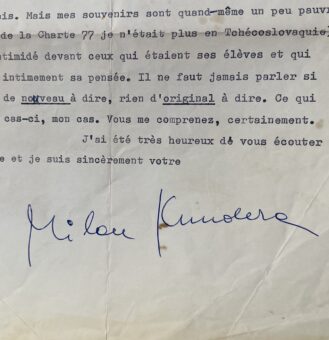 is. Mais mes souvenirs sont quand-même un peu pauvr
de la Charte 77 je n'était plus en Tchécoslovaquie,
ntimidé devant ceux qui étaient ses élèves et qui
intimement sa pensée. Il ne faut jamais parler si
de nouveau à dire, rien d'original à dire. Ce qui
cas-ci, mon cas. Vous me comprenez, certainement.
J'ai été très heureux de vous écouter
e et je suis sincèrement votre
Milan Kundera